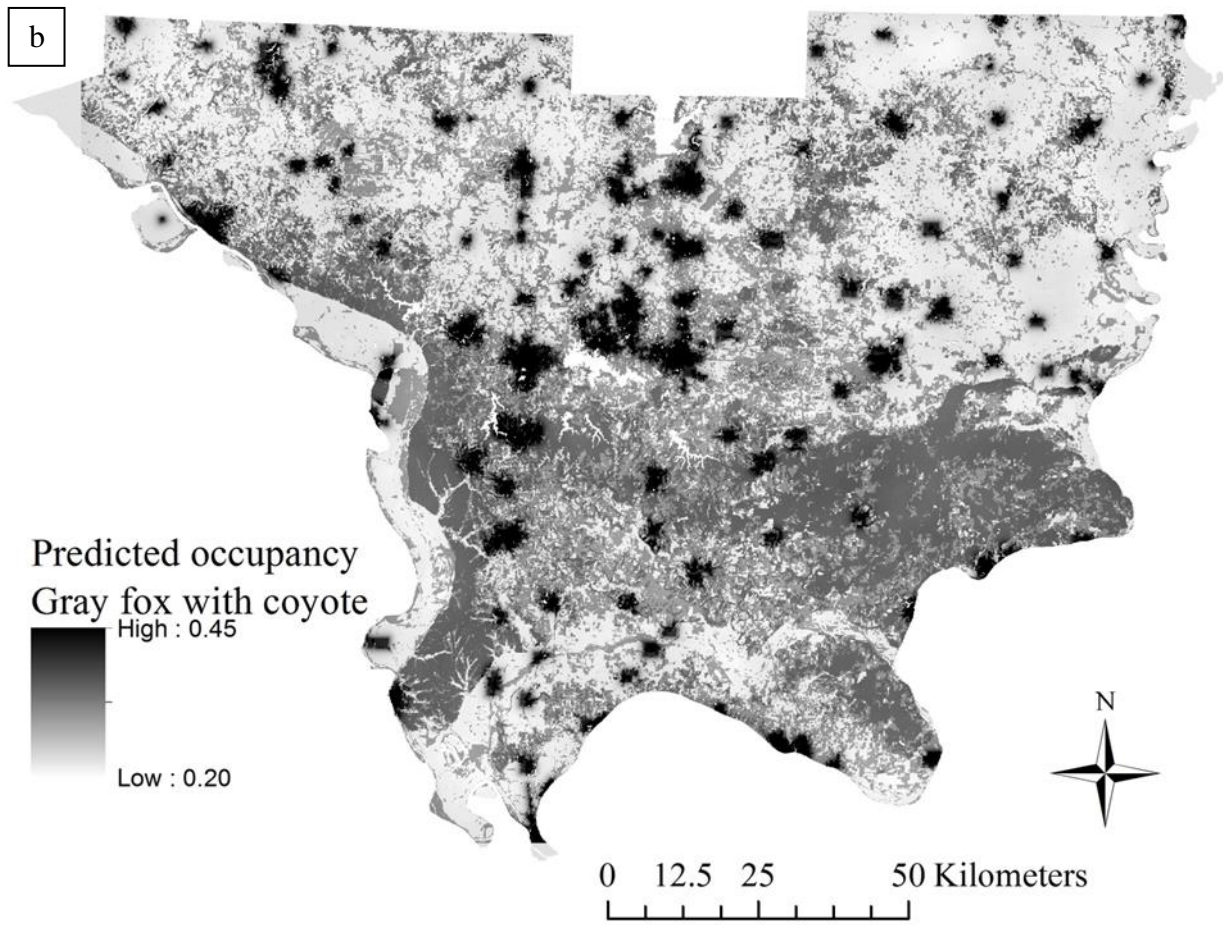 b
Predicted occupancy
Gray fox with coyote
High : 0.45
Low : 0.20
N
0 12.5 25 50 Kilometers